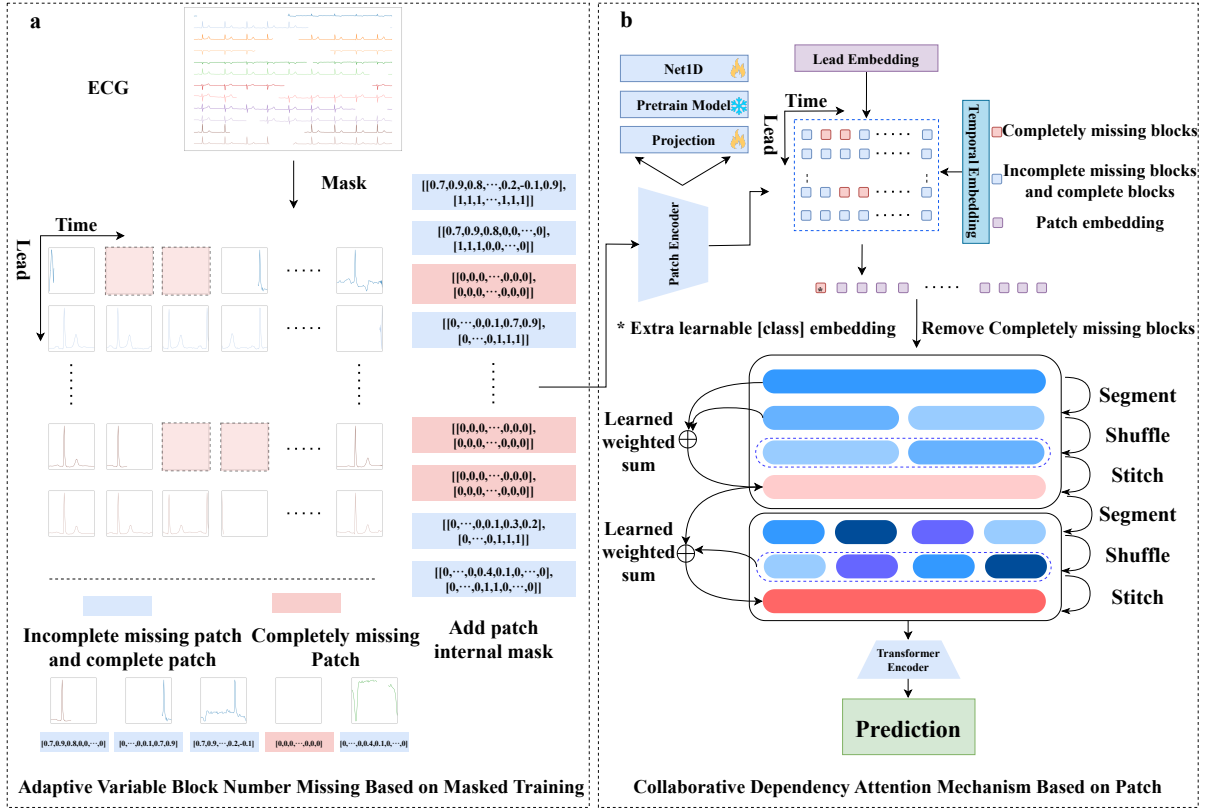 a
ECG
Mask
Time
Lead
[[0.7,0.9,0.8,⋯,0.2,-0.1,0.9],
[1,1,1,⋯,1,1,1]]
[[0.7,0.9,0.8,0,0,⋯,0],
[1,1,1,0,0,⋯,0]]
[[0,0,0,⋯,0,0,0],
[0,0,0,⋯,0,0,0]]
[[0,⋯,0,0.1,0.7,0.9],
[0,⋯,0,1,1,1]]
[[0,0,0,⋯,0,0,0],
[0,0,0,⋯,0,0,0]]
[[0,0,0,⋯,0,0,0],
[0,0,0,⋯,0,0,0]]
[[0,⋯,0,0.1,0.3,0.2],
[0,⋯,0,1,1,1]]
[[0,⋯,0,0.4,0.1,0,⋯,0],
[0,⋯,0,1,1,0,⋯,0]]
Add patch
internal mask
Incomplete missing patch
and complete patch
Completely missing
Patch
[0.7,0.9,0.8,0,0,⋯,0]
[0,⋯,0,0.1,0.7,0.9]
[0.7,0.9,⋯,0.2,-0.1]
[0,0,0,⋯,0,0,0]
[0,⋯,0,0.4,0.1,0,⋯,0]
Adaptive Variable Block Number Missing Based on Masked Training
b
Net1D
Pretrain Model
Projection
Patch Encoder
Lead Embedding
Time
Lead
Temporal Embedding
Completely missing blocks
Incomplete missing blocks
and complete blocks
Patch embedding
*
* Extra learnable [class] embedding
Remove Completely missing blocks
Learned
weighted
sum
Segment
Shuffle
Stitch
Learned
weighted
sum
Segment
Shuffle
Stitch
Transformer
Encoder
Prediction
Collaborative Dependency Attention Mechanism Based on Patch